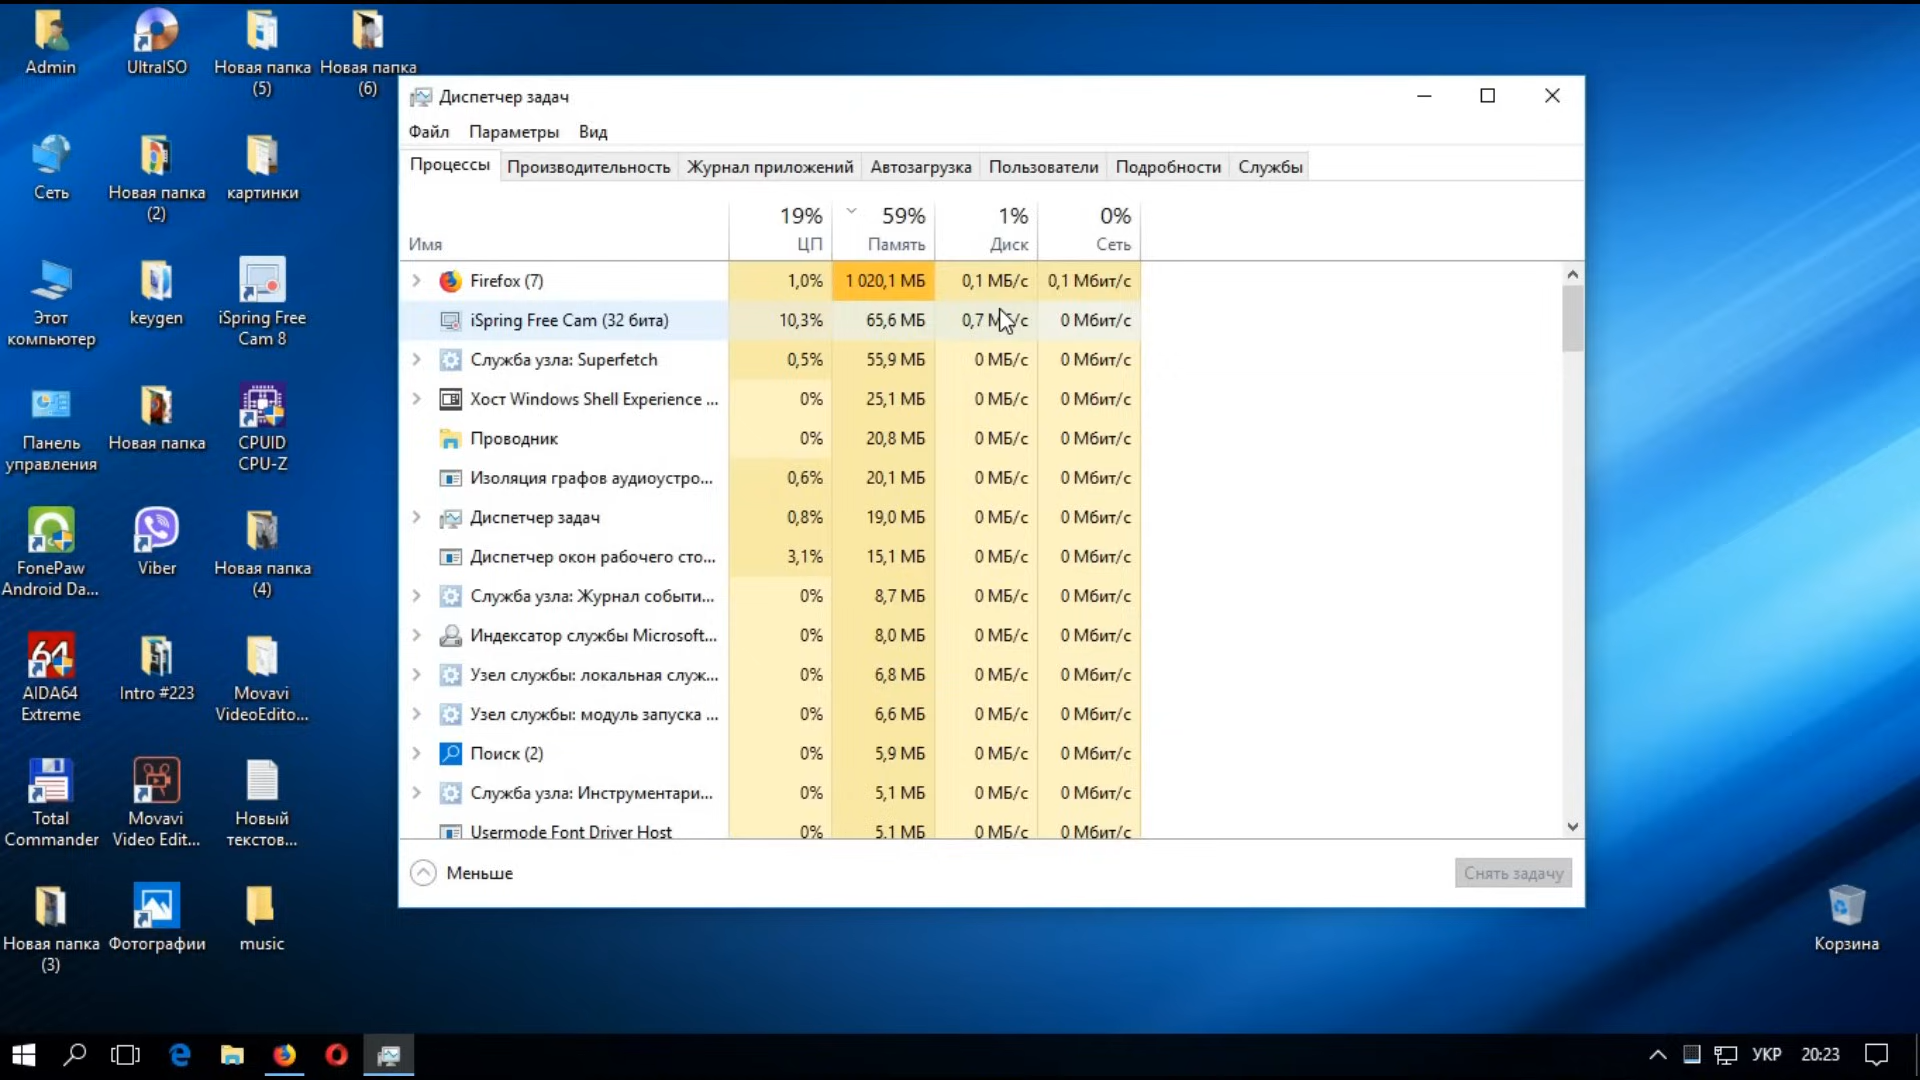 Admin
UltraISO
Новая папка
(5)
Новая папка
(6)
Сеть
Новая папка
(2)
картинки
Этот
компьютер
keygen
iSpring Free
Cam 8
Панель
управления
Новая папка
CPUID
CPU-Z
FonePaw
Android Da...
Viber
Новая папка
(4)
64
AIDA64
Extreme
Intro #223
Movavi
VideoEdito...
Total
Commander
Movavi
Video Edit...
Новый
текстов...
Новая папка
(3)
Фотографии
music
Корзина
Диспетчер задач
Файл Параметры Вид
Процессы Производительность Журнал приложений Автозагрузка Пользователи Подробности Службы
19% 59% 1% 0%
Имя ЦП Память Диск Сеть
Firefox (7) 1,0% 1 020,1 МБ 0,1 МБ/с 0,1 Мбит/с
iSpring Free Cam (32 бита) 10,3% 65,6 МБ 0,7 МБ/с 0 Мбит/с
Служба узла: Superfetch 0,5% 55,9 МБ 0 МБ/с 0 Мбит/с
Хост Windows Shell Experience ... 0% 25,1 МБ 0 МБ/с 0 Мбит/с
Проводник 0% 20,8 МБ 0 МБ/с 0 Мбит/с
Изоляция графов аудиоустро... 0,6% 20,1 МБ 0 МБ/с 0 Мбит/с
Диспетчер задач 0,8% 19,0 МБ 0 МБ/с 0 Мбит/с
Диспетчер окон рабочего сто... 3,1% 15,1 МБ 0 МБ/с 0 Мбит/с
Служба узла: Журнал событи... 0% 8,7 МБ 0 МБ/с 0 Мбит/с
Индексатор службы Microsoft... 0% 8,0 МБ 0 МБ/с 0 Мбит/с
Узел службы: локальная служ... 0% 6,8 МБ 0 МБ/с 0 Мбит/с
Узел службы: модуль запуска ... 0% 6,6 МБ 0 МБ/с 0 Мбит/с
Поиск (2) 0% 5,9 МБ 0 МБ/с 0 Мбит/с
Служба узла: Инструментари... 0% 5,1 МБ 0 МБ/с 0 Мбит/с
Usermode Font Driver Host 0% 5,1 МБ 0 МБ/с 0 Мбит/с
Меньше
Снять задачу
УКР 20:23